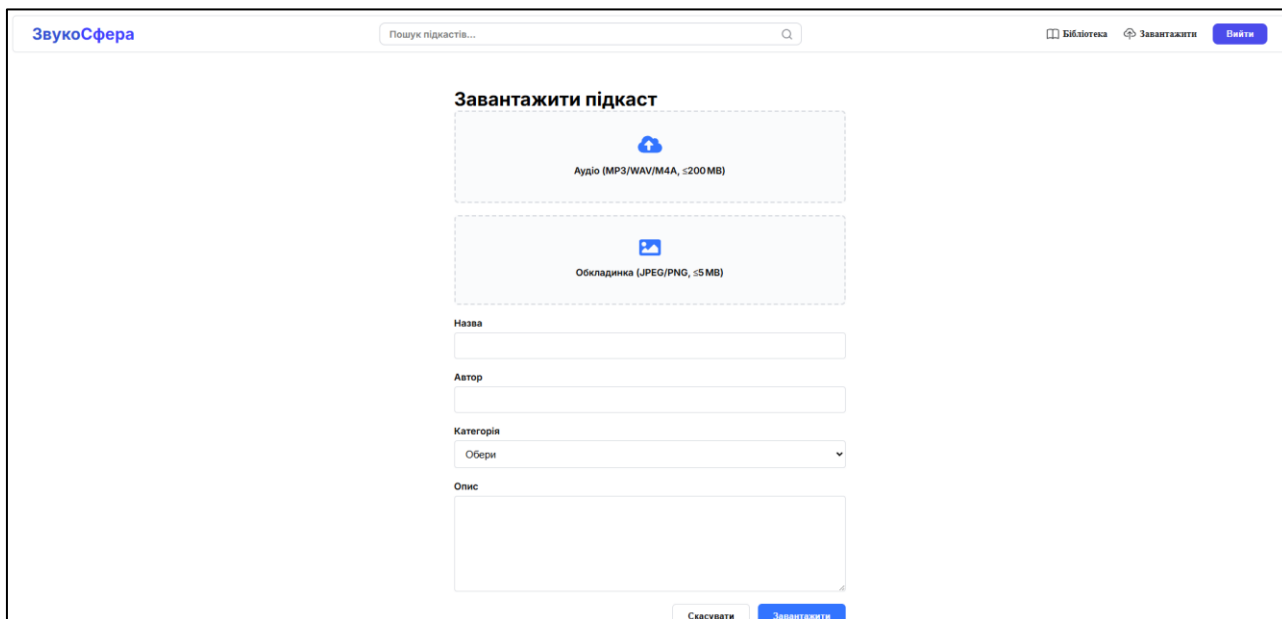 ЗвукоСфера
Пошук підкастів...
Бібліотека
Завантажити
Вийти
Завантажити підкаст
Аудіо (MP3/WAV/M4A, ≤200 MB)
Обкладинка (JPEG/PNG, ≤5 MB)
Назва
Автор
Категорія
Обери
Опис
Скасувати
Завантажити